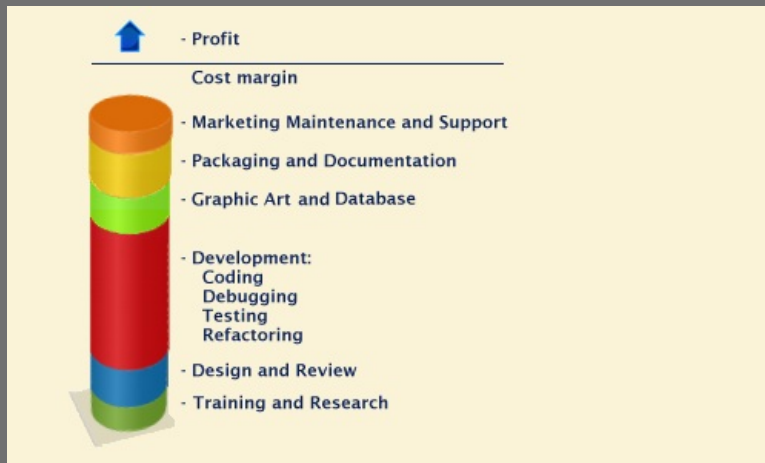 - Profit
Cost margin
- Marketing Maintenance and Support
- Packaging and Documentation
- Graphic Art and Database
- Development:
Coding
Debugging
Testing
Refactoring
- Design and Review
- Training and Research